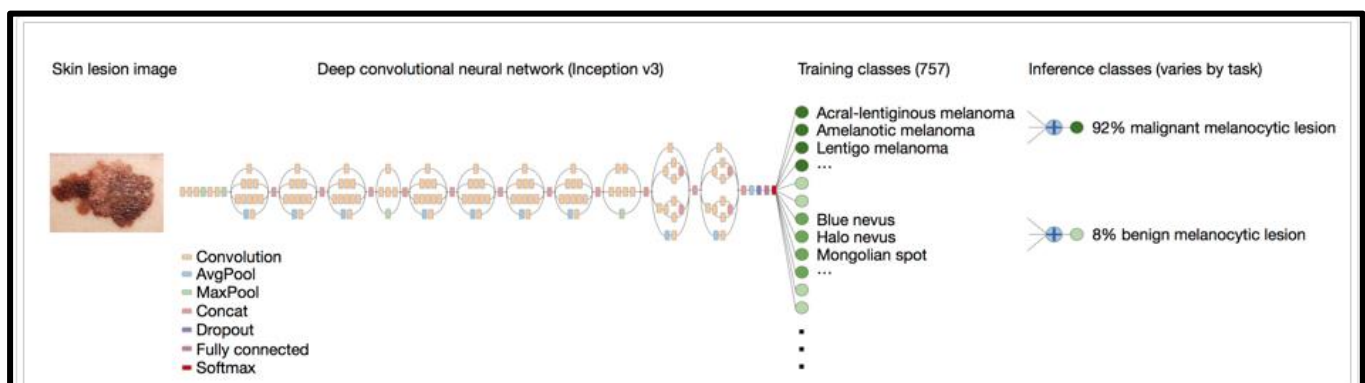 Skin lesion image
Deep convolutional neural network (Inception v3)
Training classes (757)
Inference classes (varies by task)
Acral-lentiginous melanoma
Amelanotic melanoma
Lentigo melanoma
...
Blue nevus
Halo nevus
Mongolian spot
...
92% malignant melanocytic lesion
8% benign melanocytic lesion
Convolution
AvgPool
MaxPool
Concat
Dropout
Fully connected
Softmax